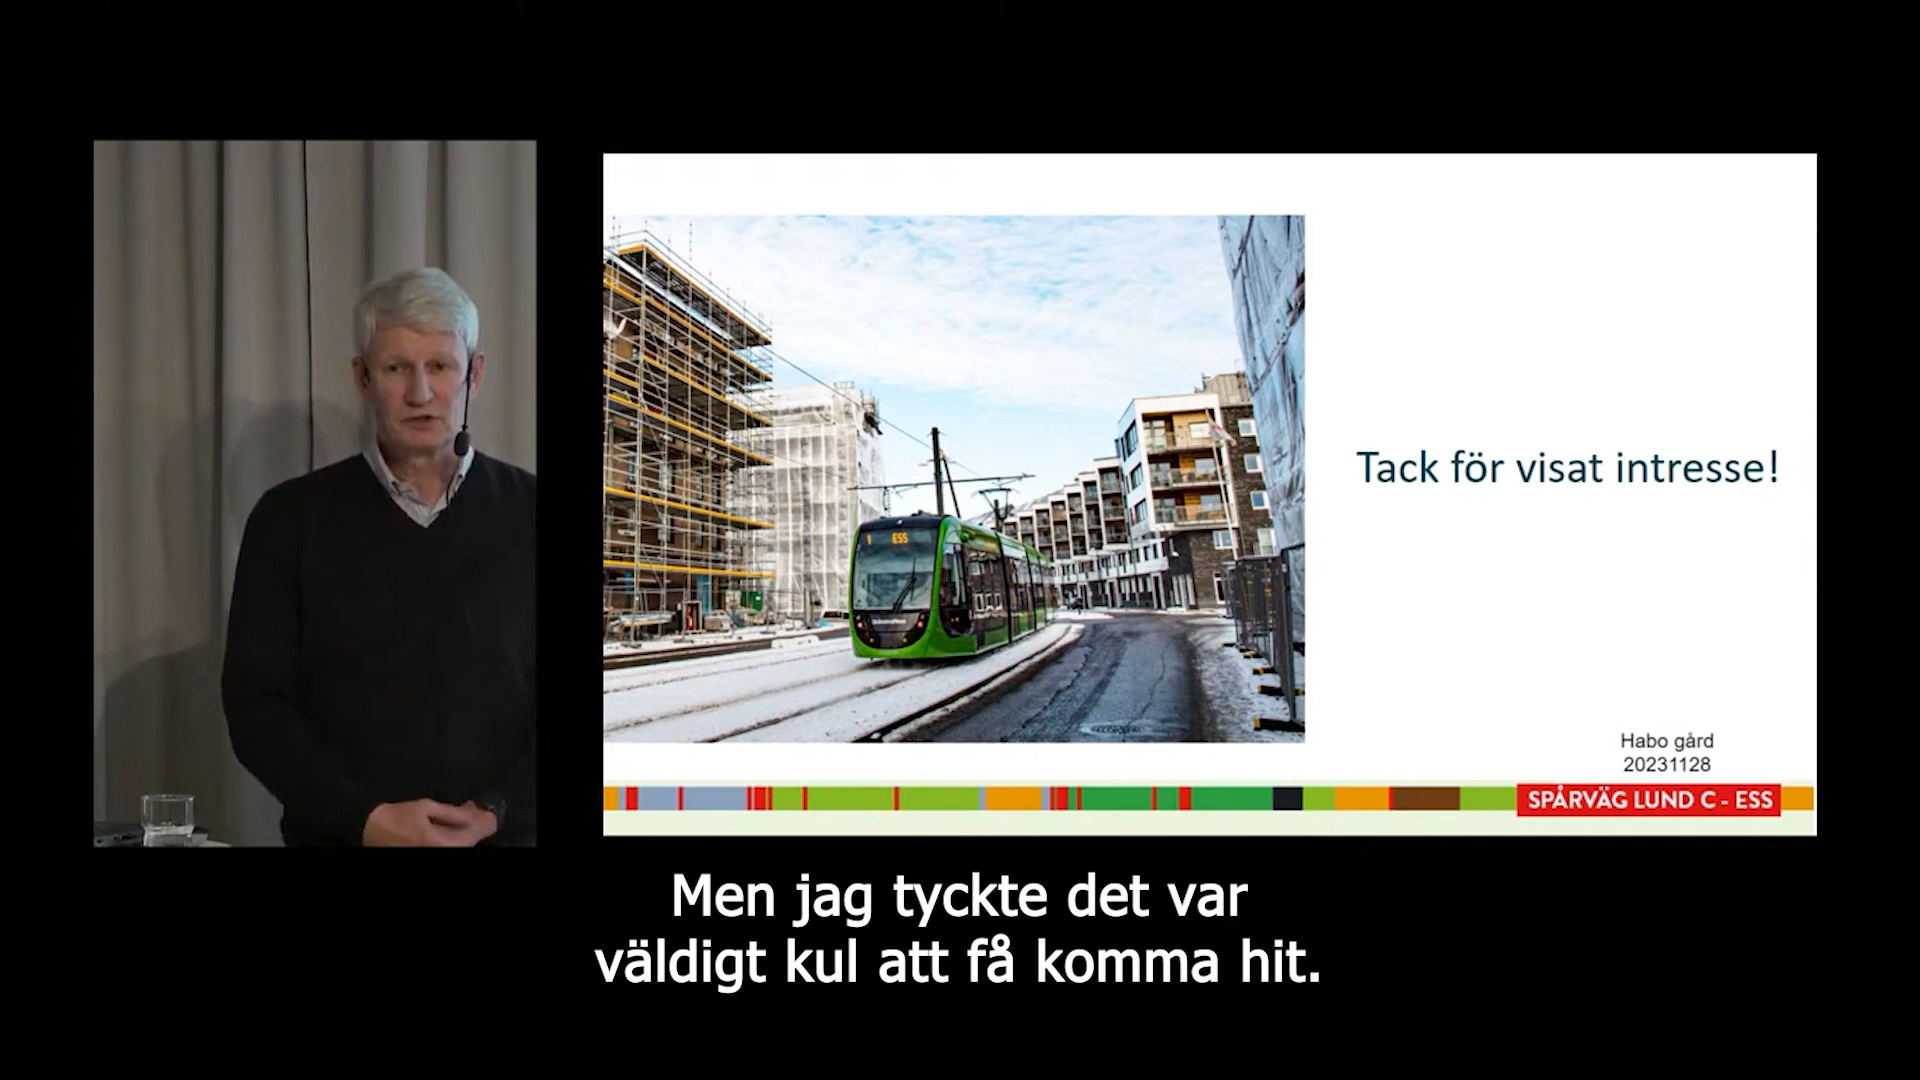 1 ESS
Tack för visat intresse!
Habo gård
20231128
SPÅRVÄG LUND C - ESS
Men jag tyckte det var
väldigt kul att få komma hit.